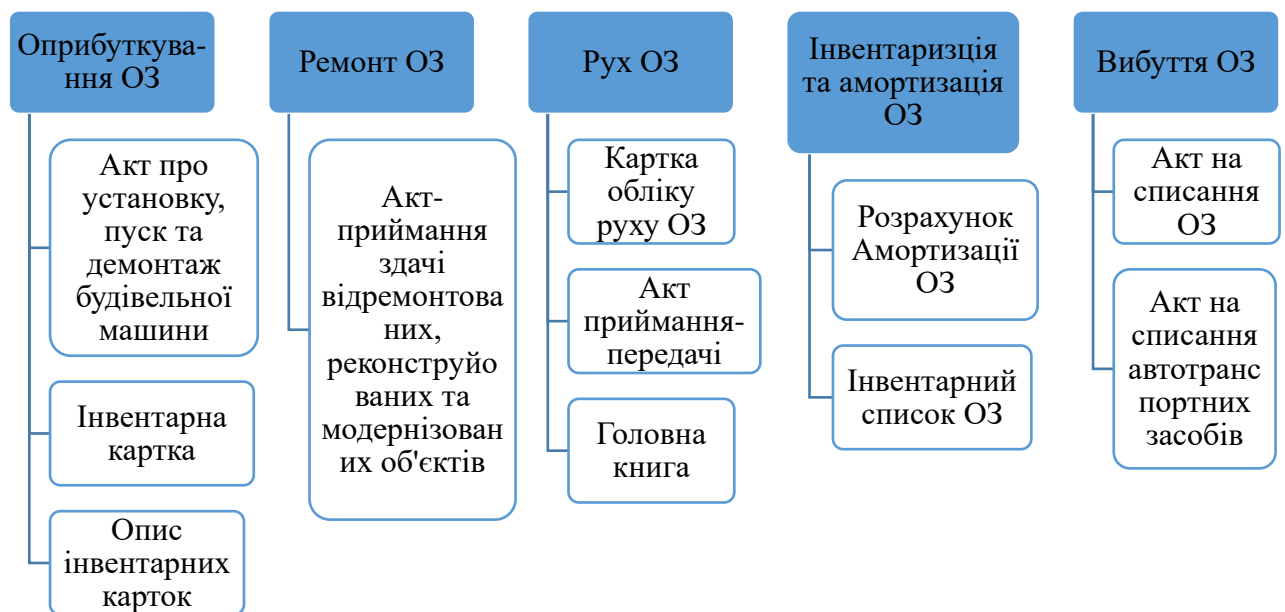 Оприбуткува-
ння ОЗ
Акт про
установку,
пуск та
демонтаж
будівельної
машини
Інвентарна
картка
Опис
інвентарних
карток
Ремонт ОЗ
Акт-
приймання
здачі
відремонтова
них,
реконструйо
ваних та
модернізован
их об'єктів
Рух ОЗ
Картка
обліку
руху ОЗ
Акт
приймання-
передачі
Головна
книга
Інвентаризція
та амортизація
ОЗ
Розрахунок
Амортизації
ОЗ
Інвентарний
список ОЗ
Вибуття ОЗ
Акт на
списання
ОЗ
Акт на
списання
автотранс
портних
засобів